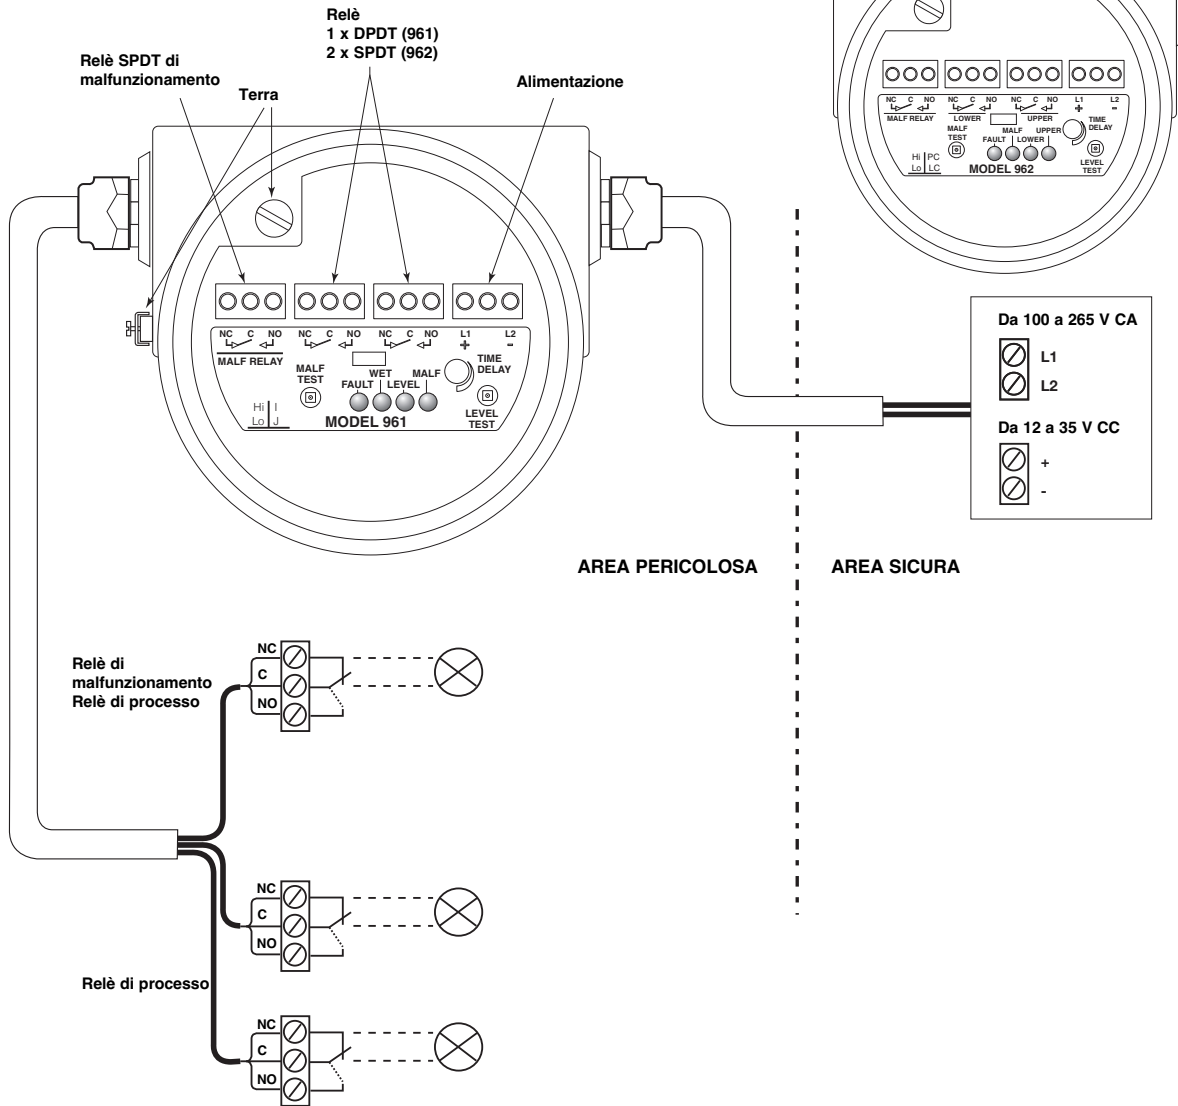 Relè
1 x DPDT (961)
2 x SPDT (962)
Relè SPDT di
malfunzionamento
Terra
Alimentazione
NC C NO
MALF RELAY
NC C NO
NC C NO
L1 L2
+ -
MALF
TEST
FAULT
WET
LEVEL
MALF
TIME
DELAY
LEVEL
TEST
Hi I
Lo J
MODEL 961
NC C NO
MALF RELAY
NC C NO
LOWER
NC C NO
UPPER
L1 L2
+ -
MALF
TEST
FAULT
MALF
LOWER
UPPER
TIME
DELAY
LEVEL
TEST
Hi PC
Lo LC
MODEL 962
Da 100 a 265 V CA
L1
L2
Da 12 a 35 V CC
+
-
AREA PERICOLOSA
AREA SICURA
Relè di
malfunzionamento
Relè di processo
NC
C
NO
NC
C
NO
Relè di processo
NC
C
NO